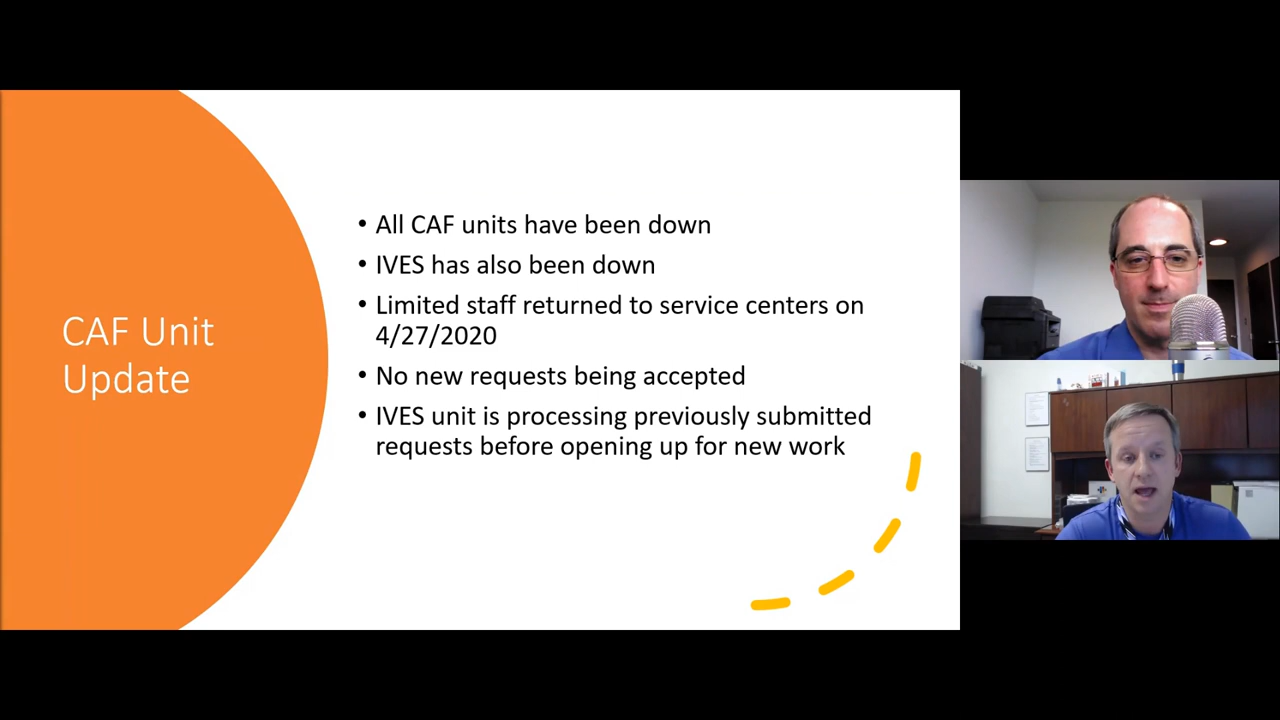 CAF Unit
Update
• All CAF units have been down
• IVES has also been down
• Limited staff returned to service centers on
4/27/2020
• No new requests being accepted
• IVES unit is processing previously submitted
requests before opening up for new work